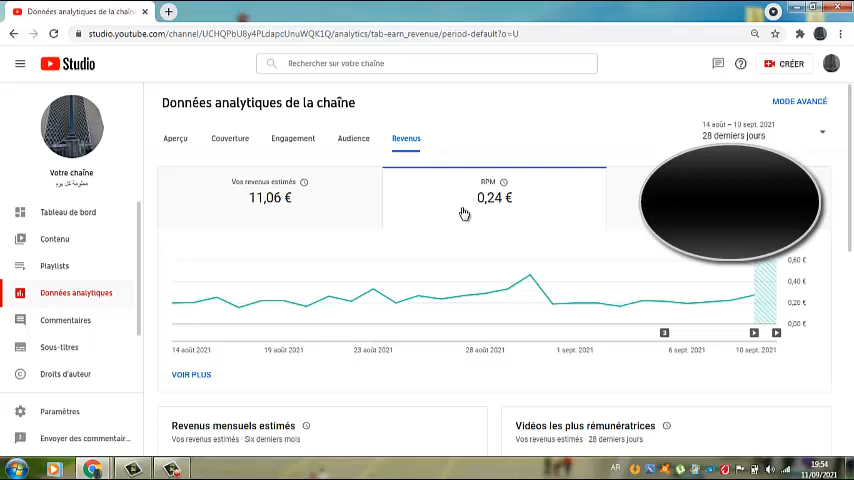 Données analytiques de la chaîne
studio.youtube.com/channel/UCHQPbU8y4PLdapcUnuWQK1Q/analytics/tab-earn_revenue/period-default?o=U
Studio
Rechercher sur votre chaîne
CRÉER
Données analytiques de la chaîne
MODE AVANCÉ
14 août – 10 sept. 2021
28 derniers jours
Aperçu
Couverture
Engagement
Audience
Revenus
Votre chaîne
معلومة كل يوم
Tableau de bord
Contenu
Playlists
Données analytiques
Commentaires
Sous-titres
Droits d'auteur
Paramètres
Envoyer des commentair...
Vos revenus estimés
11,06 €
RPM
0,24 €
0,60 €
0,40 €
0,20 €
0,00 €
3
14 août 2021
19 août 2021
23 août 2021
28 août 2021
1 sept. 2021
6 sept. 2021
10 sept. 2021
VOIR PLUS
Revenus mensuels estimés
Vos revenus estimés · Six derniers mois
Vidéos les plus rémunératrices
Vos revenus estimés · 28 derniers jours
AR
19:54
11/09/2021